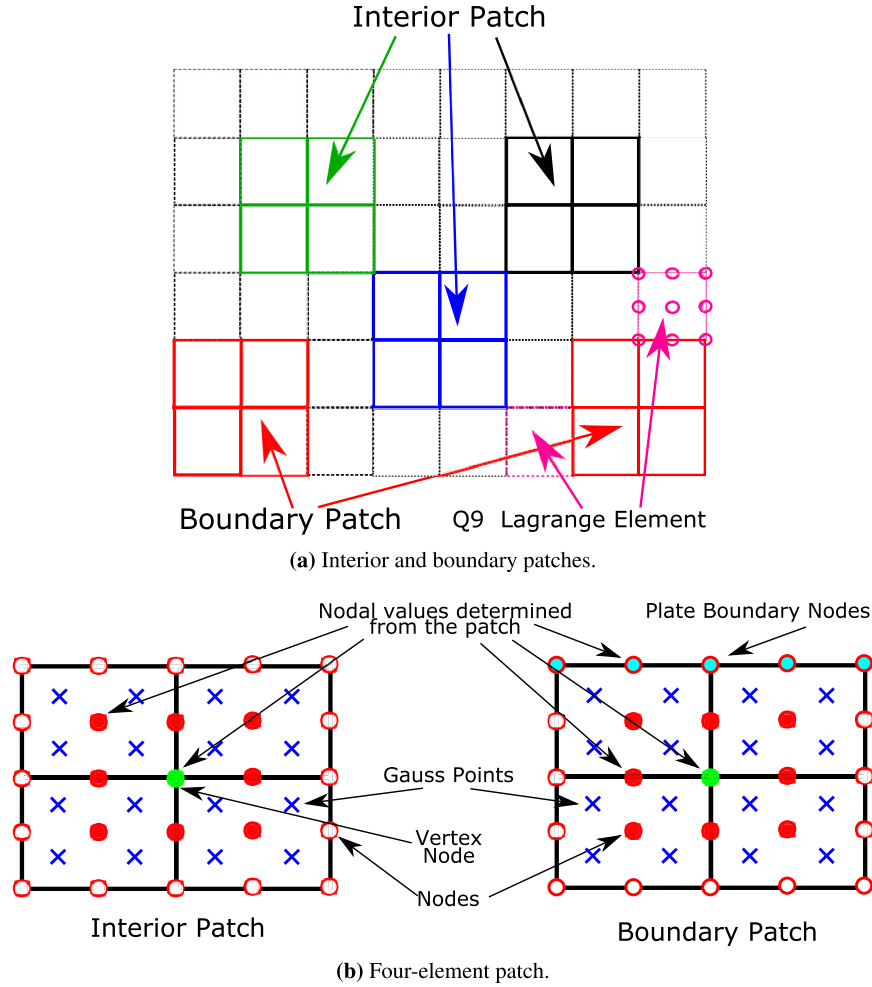 Interior Patch
Boundary Patch
Q9 Lagrange Element
(a) Interior and boundary patches.
Nodal values determined
from the patch
Plate Boundary Nodes
Gauss Points
Vertex
Node
Nodes
Interior Patch
Boundary Patch
(b) Four-element patch.